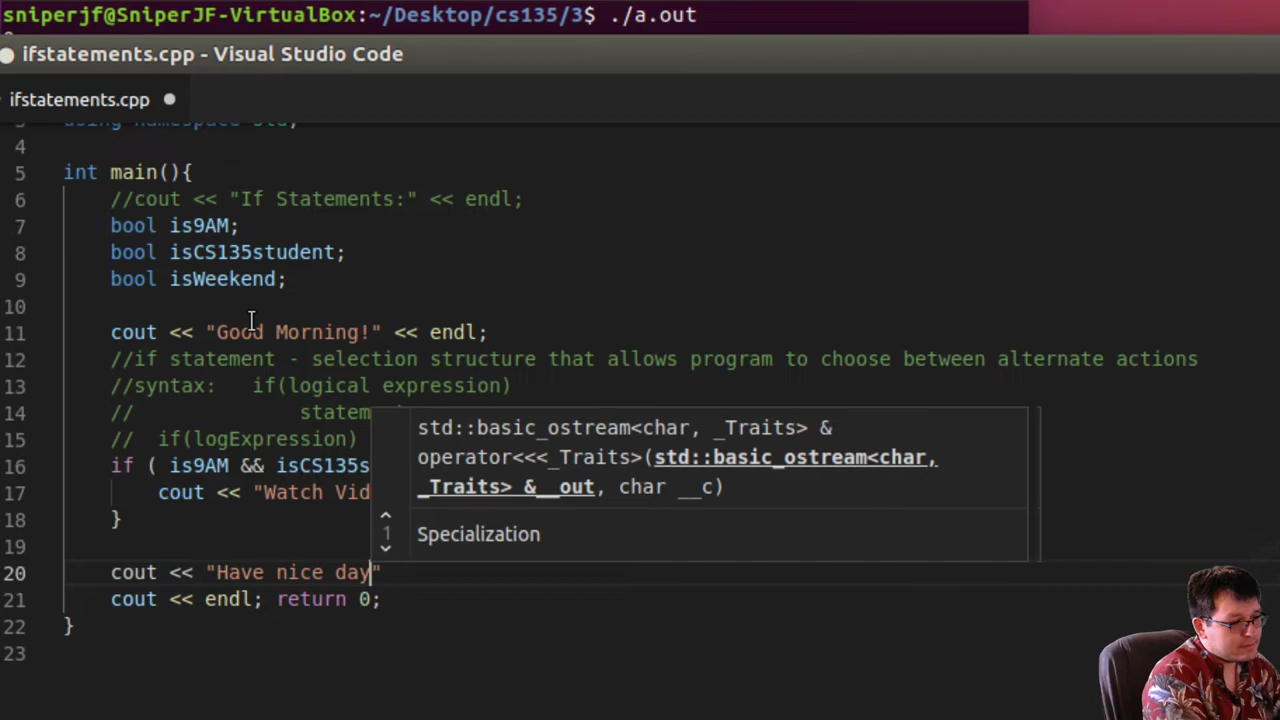 sniperjf@SniperJF-VirtualBox:~/Desktop/cs135/3$ ./a.out
ifstatements.cpp - Visual Studio Code
ifstatements.cpp
3 using namespace std;
4
5 int main(){
6 //cout << "If Statements:" << endl;
7 bool is9AM;
8 bool isCS135student;
9 bool isWeekend;
10
11 cout << "Good Morning!" << endl;
12 //if statement - selection structure that allows program to choose between alternate actions
13 //syntax: if(logical expression)
14 // statem
15 // if(logExpression)
16 if ( is9AM && isCS135s
17 cout << "Watch Vid
18 }
19
20 cout << "Have nice day"
21 cout << endl; return 0;
22 }
23
std::basic_ostream<char, _Traits> &
operator<<<_Traits>(std::basic_ostream<char,
_Traits> &__out, char __c)
1 Specialization